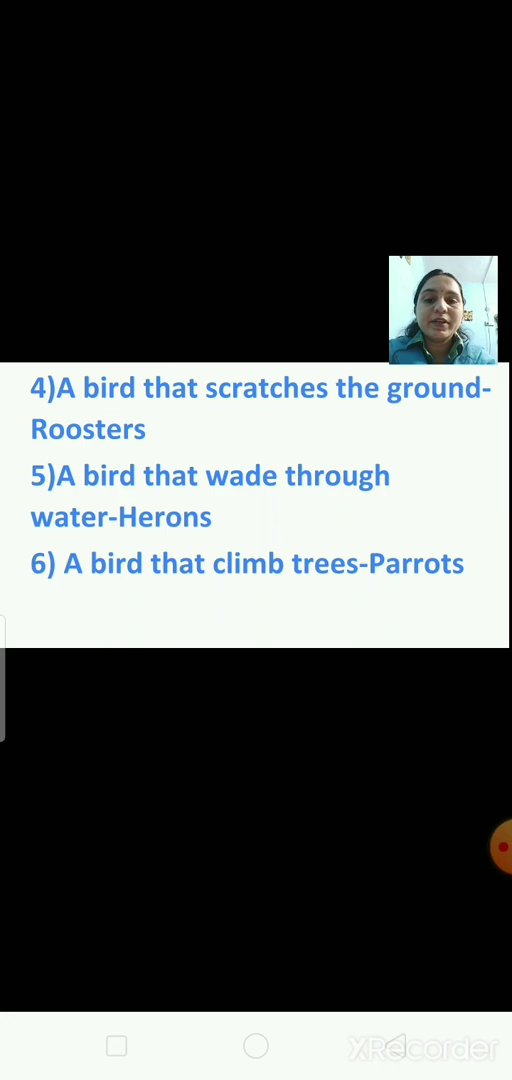 4)A bird that scratches the ground-
Roosters
5)A bird that wade through
water-Herons
6) A bird that climb trees-Parrots
XRecorder